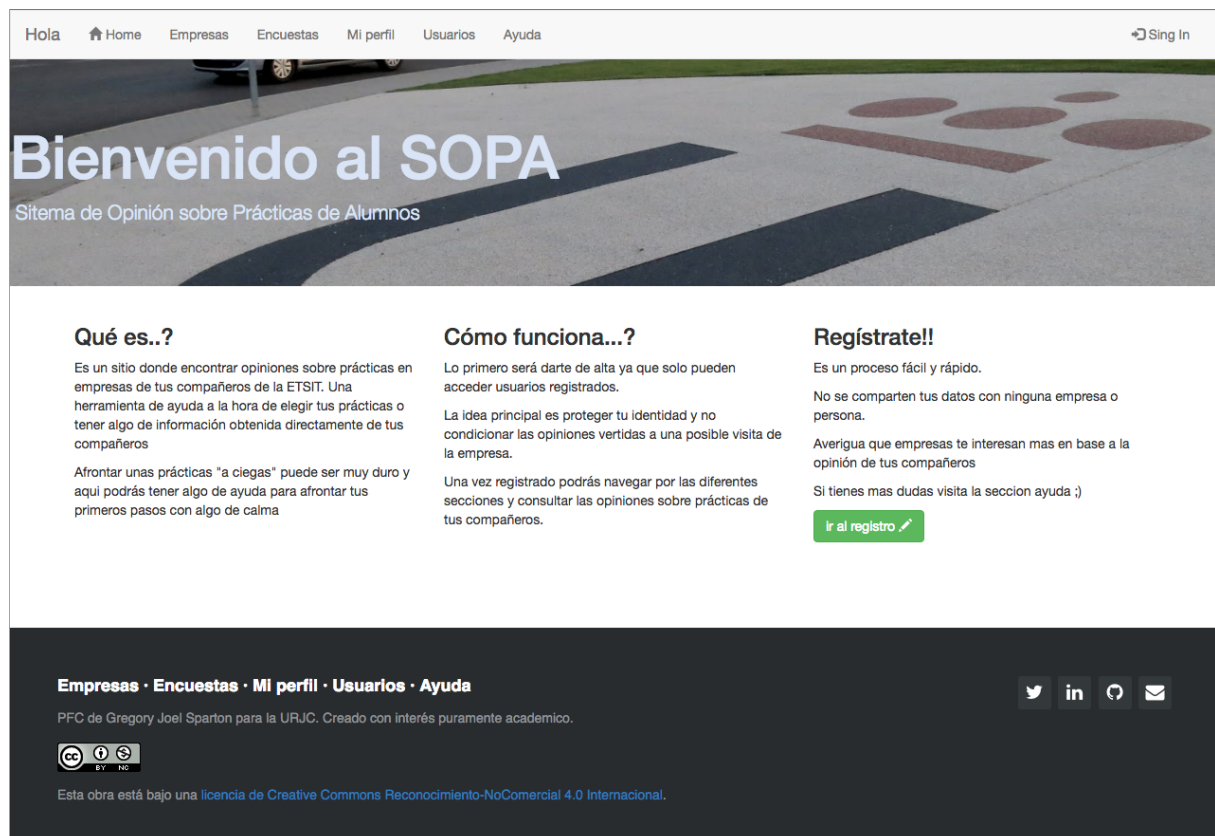 Hola Home Empresas Encuestas Mi perfil Usuarios Ayuda Sing In
Bienvenido al SOPA
Sitema de Opinión sobre Prácticas de Alumnos
Qué es..?
Es un sitio donde encontrar opiniones sobre prácticas en
empresas de tus compañeros de la ETSIT. Una
herramienta de ayuda a la hora de elegir tus prácticas o
tener algo de información obtenida directamente de tus
compañeros
Afrontar unas prácticas "a ciegas" puede ser muy duro y
aqui podrás tener algo de ayuda para afrontar tus
primeros pasos con algo de calma
Cómo funciona...?
Lo primero será darte de alta ya que solo pueden
acceder usuarios registrados.
La idea principal es proteger tu identidad y no
condicionar las opiniones vertidas a una posible visita de
la empresa.
Una vez registrado podrás navegar por las diferentes
secciones y consultar las opiniones sobre prácticas de
tus compañeros.
Regístrate!!
Es un proceso fácil y rápido.
No se comparten tus datos con ninguna empresa o
persona.
Averigua que empresas te interesan mas en base a la
opinión de tus compañeros
Si tienes mas dudas visita la seccion ayuda ;)
Ir al registro
Empresas · Encuestas · Mi perfil · Usuarios · Ayuda
PFC de Gregory Joel Sparton para la URJC. Creado con interés puramente academico.
cc BY NC
Esta obra está bajo una licencia de Creative Commons Reconocimiento-NoComercial 4.0 Internacional.